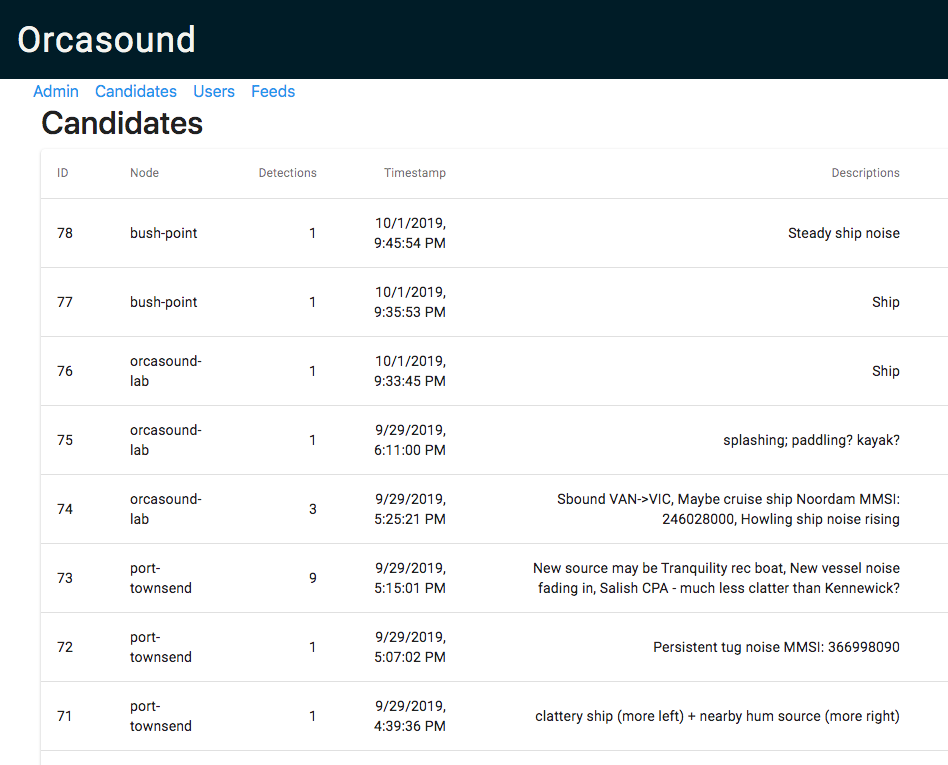 Orcasound
Admin Candidates Users Feeds
Candidates
ID Node Detections Timestamp Descriptions
78 bush-point 1 10/1/2019, 9:45:54 PM Steady ship noise
77 bush-point 1 10/1/2019, 9:35:53 PM Ship
76 orcasound-lab 1 10/1/2019, 9:33:45 PM Ship
75 orcasound-lab 1 9/29/2019, 6:11:00 PM splashing; paddling? kayak?
74 orcasound-lab 3 9/29/2019, 5:25:21 PM Sbound VAN->VIC, Maybe cruise ship Noordam MMSI: 246028000, Howling ship noise rising
73 port-townsend 9 9/29/2019, 5:15:01 PM New source may be Tranquility rec boat, New vessel noise fading in, Salish CPA - much less clatter than Kennewick?
72 port-townsend 1 9/29/2019, 5:07:02 PM Persistent tug noise MMSI: 366998090
71 port-townsend 1 9/29/2019, 4:39:36 PM clattery ship (more left) + nearby hum source (more right)